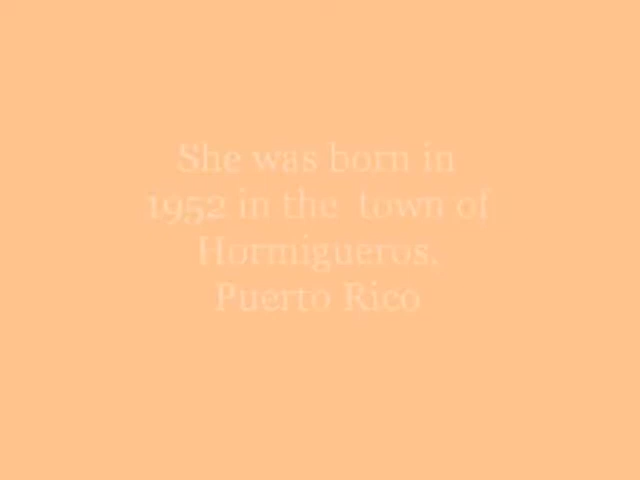 She was born in
1952 in the town of
Hormigueros,
Puerto Rico